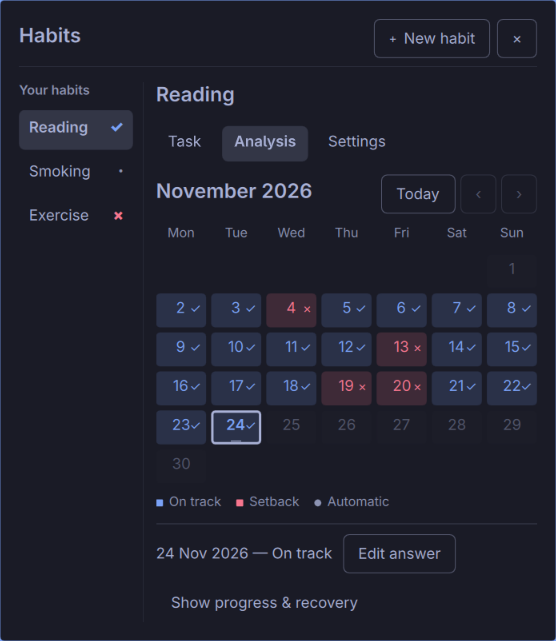 Habits
+ New habit ×
Your habits
Reading ✓
Smoking •
Exercise ×
Reading
Task Analysis Settings
November 2026
Today ‹ ›
Mon Tue Wed Thu Fri Sat Sun
1
2 ✓ 3 ✓ 4 × 5 ✓ 6 ✓ 7 ✓ 8 ✓
9 ✓ 10 ✓ 11 ✓ 12 ✓ 13 × 14 ✓ 15 ✓
16 ✓ 17 ✓ 18 ✓ 19 × 20 × 21 ✓ 22 ✓
23 ✓ 24 ✓ 25 26 27 28 29
30
On track Setback Automatic
24 Nov 2026 — On track Edit answer
Show progress & recovery